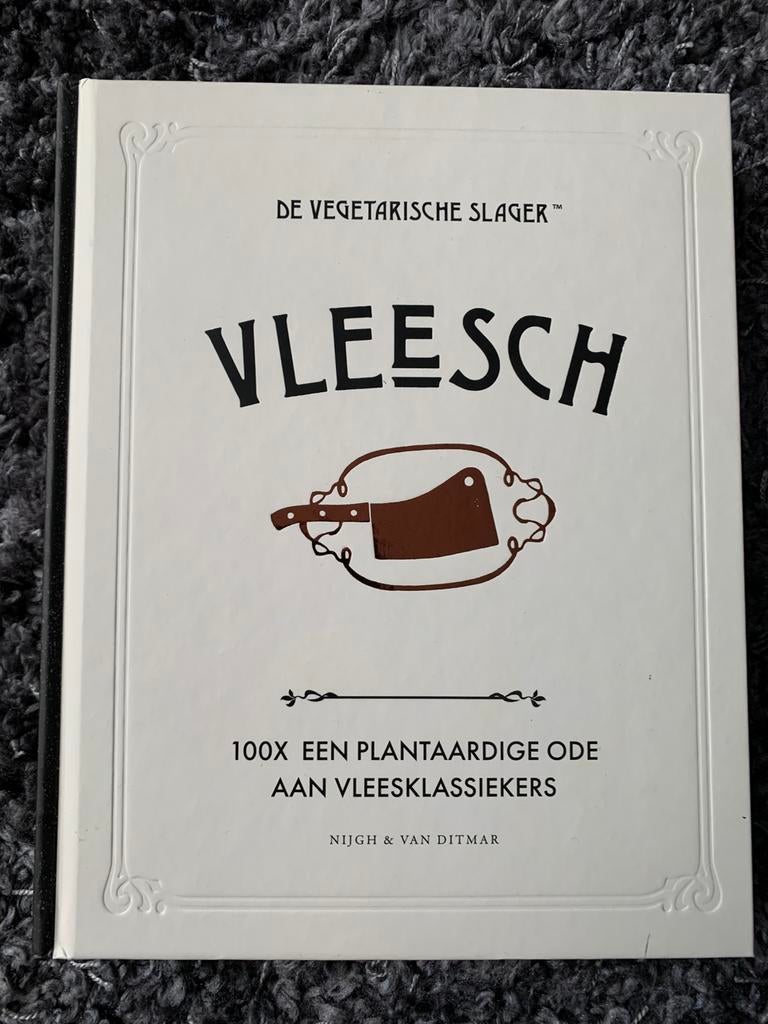 DE VEGETARISCHE SLAGER™
VLEESCH
100X EEN PLANTAARDIGE ODE
AAN VLEESKLASSIEKERS
NIJGH & VAN DITMAR